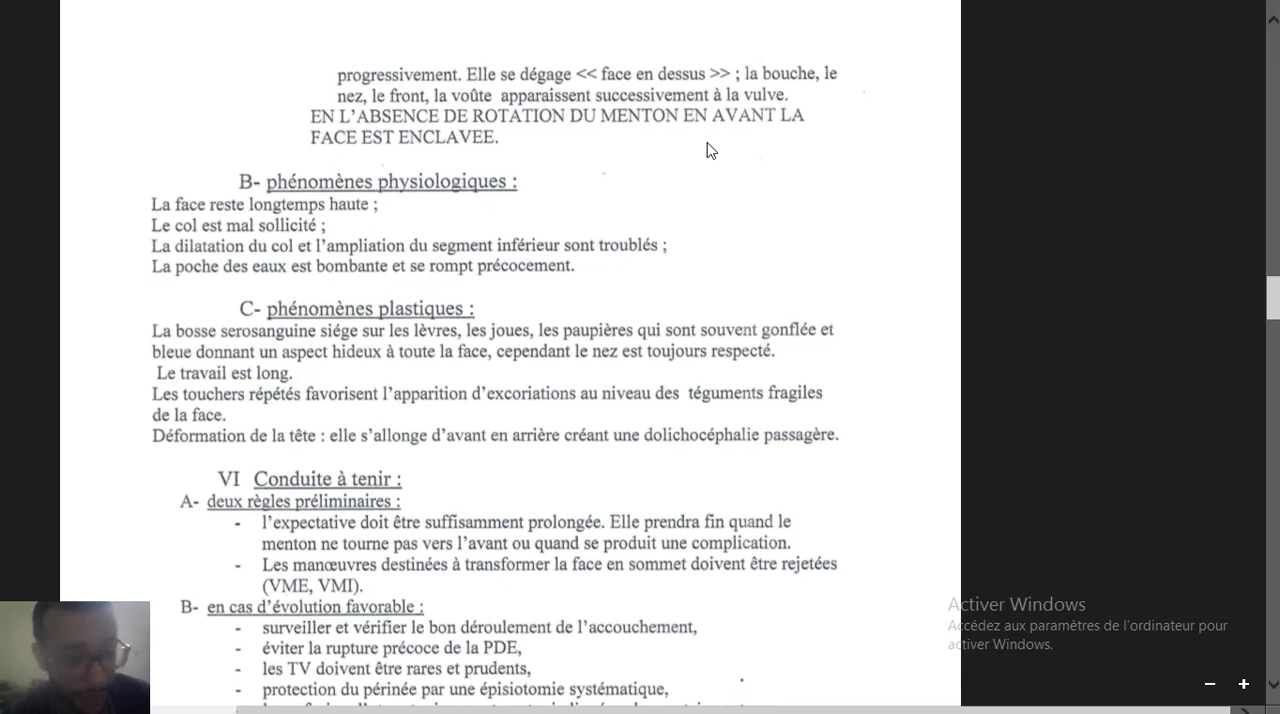 progressivement. Elle se dégage << face en dessus >> ; la bouche, le
nez, le front, la voûte apparaissent successivement à la vulve.
EN L'ABSENCE DE ROTATION DU MENTON EN AVANT LA
FACE EST ENCLAVEE.
B- phénomènes physiologiques :
La face reste longtemps haute ;
Le col est mal sollicité ;
La dilatation du col et l'ampliation du segment inférieur sont troublés ;
La poche des eaux est bombante et se rompt précocement.
C- phénomènes plastiques :
La bosse serosanguine siége sur les lèvres, les joues, les paupières qui sont souvent gonflée et
bleue donnant un aspect hideux à toute la face, cependant le nez est toujours respecté.
Le travail est long.
Les touchers répétés favorisent l'apparition d'excoriations au niveau des téguments fragiles
de la face.
Déformation de la tête : elle s'allonge d'avant en arrière créant une dolichocéphalie passagère.
VI Conduite à tenir :
A- deux règles préliminaires :
- l'expectative doit être suffisamment prolongée. Elle prendra fin quand le
menton ne tourne pas vers l'avant ou quand se produit une complication.
- Les manœuvres destinées à transformer la face en sommet doivent être rejetées
(VME, VMI).
B- en cas d'évolution favorable :
- surveiller et vérifier le bon déroulement de l'accouchement,
- éviter la rupture précoce de la PDE,
- les TV doivent être rares et prudents,
- protection du périnée par une épisiotomie systématique,
Activer Windows
Accédez aux paramètres de l'ordinateur pour
activer Windows.